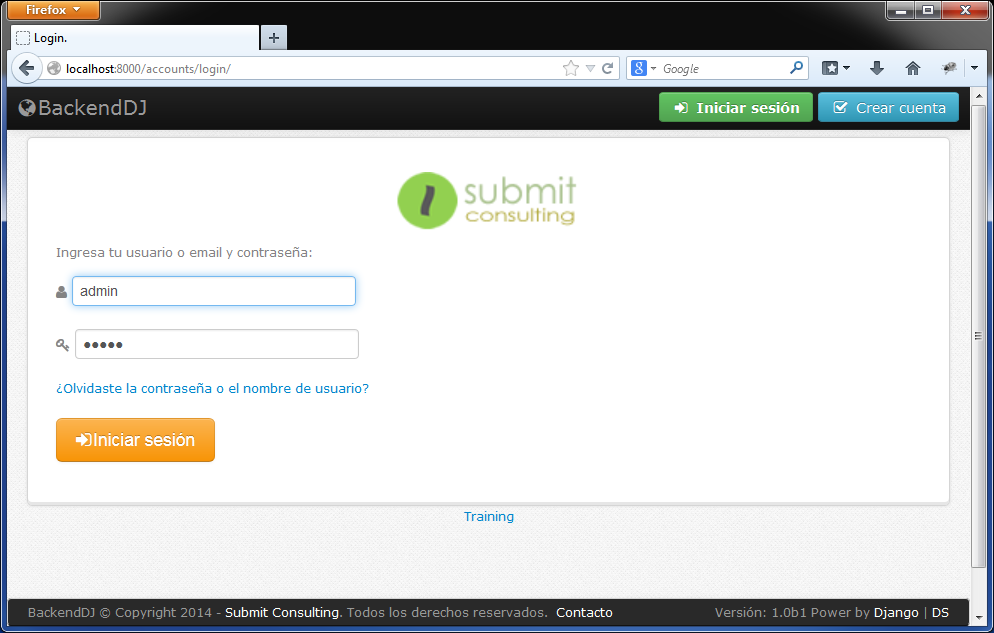 Firefox
Login.
localhost:8000/accounts/login/
Google
BackendDJ
Iniciar sesión
Crear cuenta
submit
consulting
Ingresa tu usuario o email y contraseña:
admin
•••••
¿Olvidaste la contraseña o el nombre de usuario?
Iniciar sesión
Training
BackendDJ © Copyright 2014 - Submit Consulting. Todos los derechos reservados. Contacto
Versión: 1.0b1 Power by Django | DS